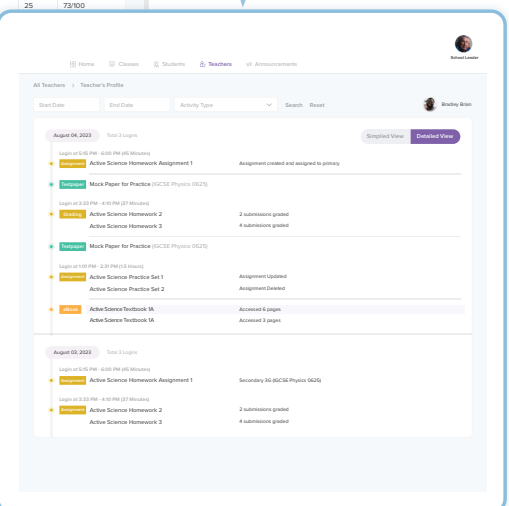 25 73/100
School Leader
Home Classes Students Teachers Announcements
All Teachers > Teacher's Profile
Start Date End Date Activity Type Search Reset Bradley Brian
August 04, 2023 Total 3 Logins Simplied View Detailed View
Login at 5:15 PM - 6:00 PM (45 Minutes)
Assignment Active Science Homework Assignment 1 Assignment created and assigned to primary
Testpaper Mock Paper for Practice (IGCSE Physics 0625)
Login at 3:33 PM - 4:10 PM (37 Minutes)
Grading Active Science Homework 2 2 submissions graded
Active Science Homework 3 4 submissions graded
Testpaper Mock Paper for Practice (IGCSE Physics 0625)
Login at 1:01 PM - 2:31 PM (1.5 Hours)
Assignment Active Science Practice Set 1 Assignment Updated
Active Science Practice Set 2 Assignment Deleted
eBook Active Science Textbook 1A Accessed 6 pages
Active Science Textbook 1A Accessed 3 pages
August 03, 2023 Total 3 Logins
Login at 5:15 PM - 6:00 PM (45 Minutes)
Assignment Active Science Homework Assignment 1 Secondary 3G (IGCSE Physics 0625)
Login at 3:33 PM - 4:10 PM (37 Minutes)
Assignment Active Science Homework 2 2 submissions graded
Active Science Homework 3 4 submissions graded